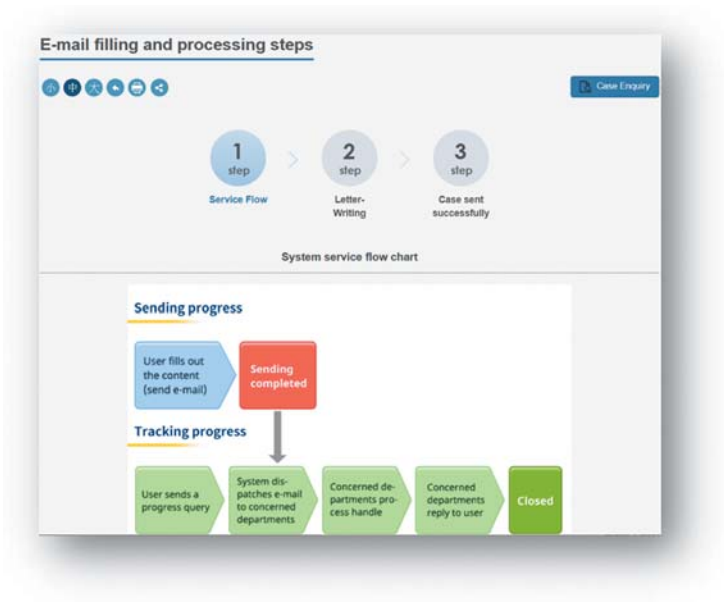 E-mail filling and processing steps
小 中 大
Case Enquiry
1
step
2
step
3
step
Service Flow
Letter-
Writing
Case sent
successfully
System service flow chart
Sending progress
User fills out
the content
(send e-mail)
Sending
completed
Tracking progress
User sends a
progress query
System dis-
patches e-mail
to concerned
departments
Concerned de-
partments pro-
cess handle
Concerned
departments
reply to user
Closed